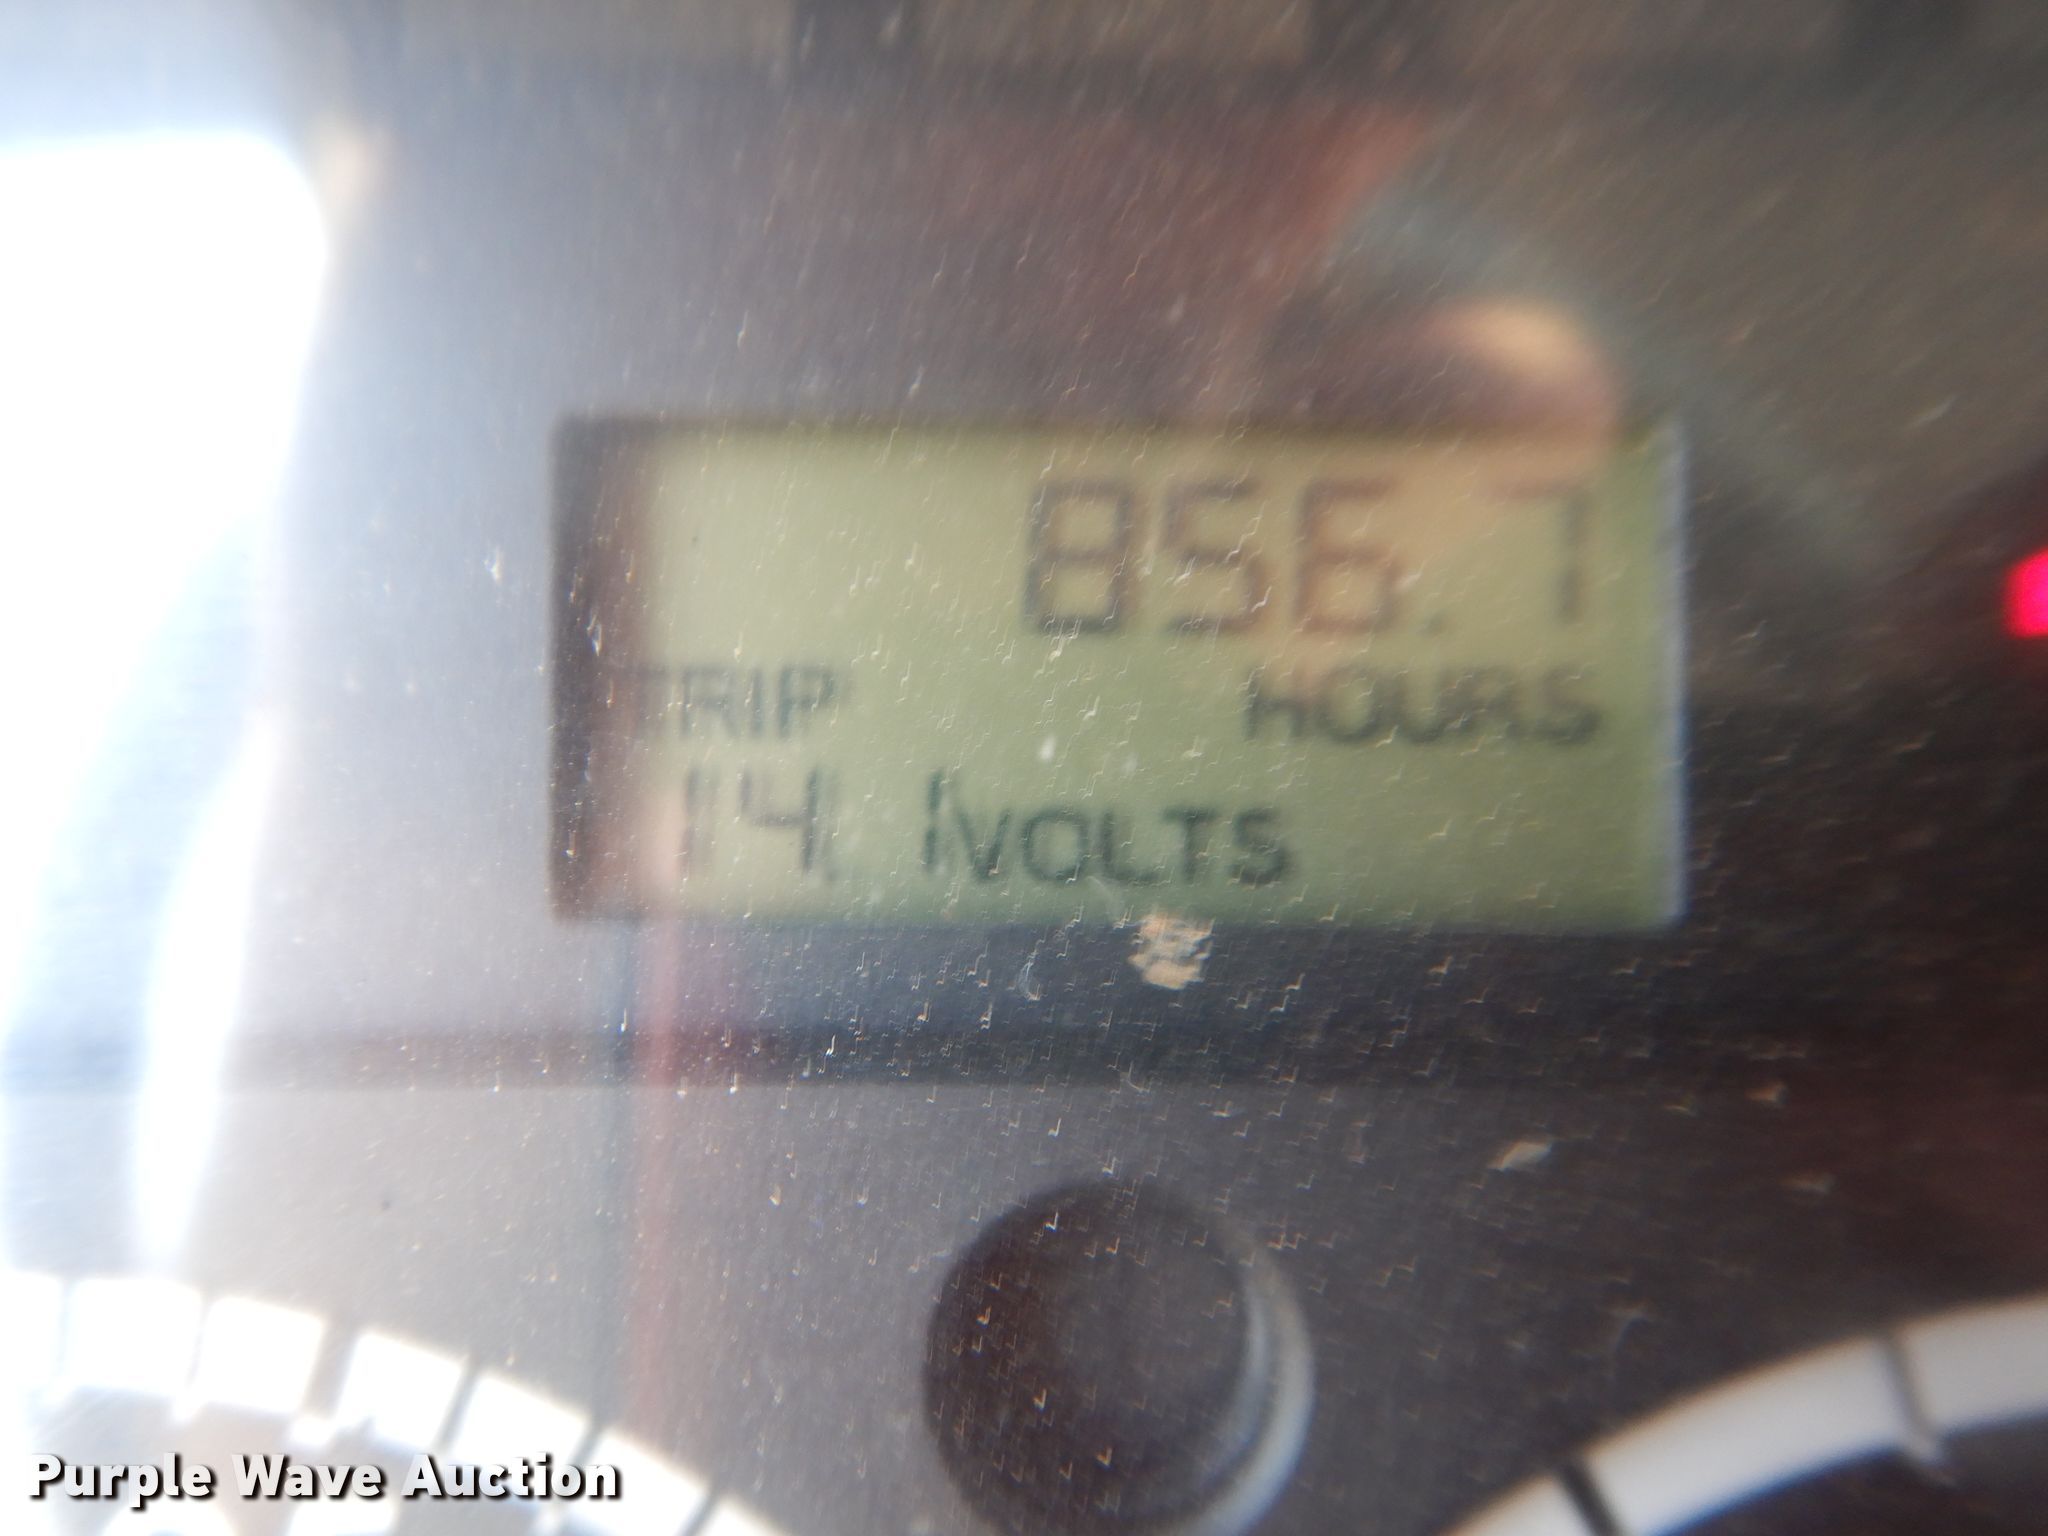 856.7
TRIP HOURS
14.1 VOLTS
Purple Wave Auction